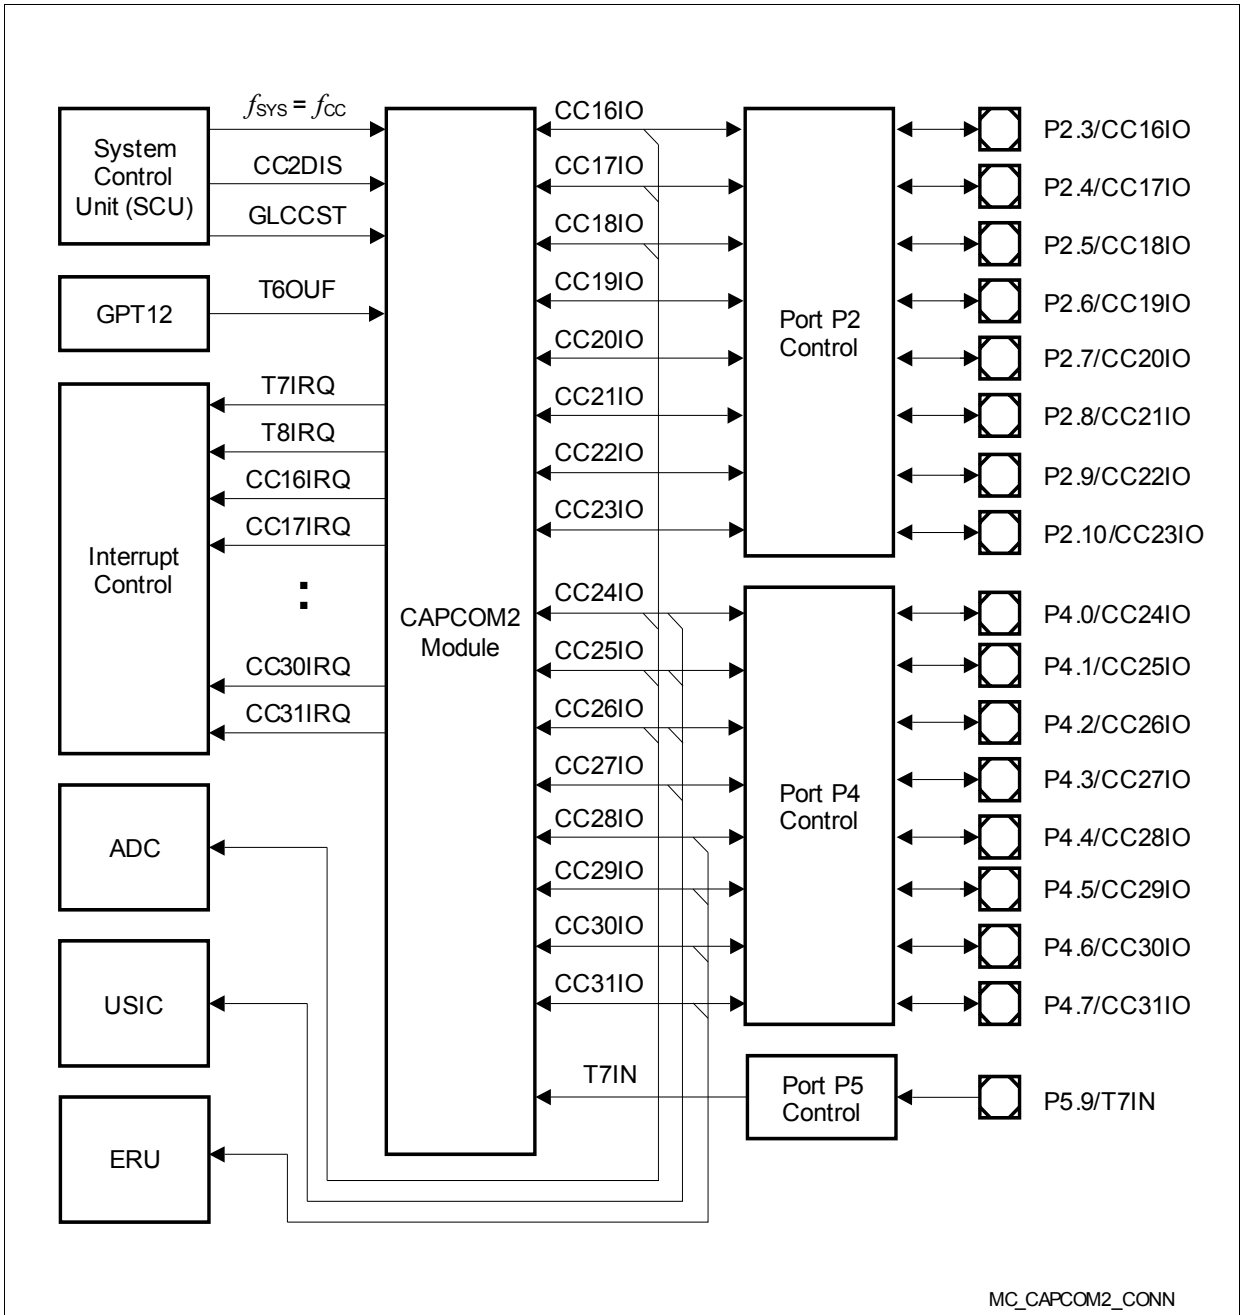 fSYS = fCC
System
Control
Unit (SCU)
CC2DIS
GLCCST
GPT12
T6OUF
Interrupt
Control
T7IRQ
T8IRQ
CC16IRQ
CC17IRQ
:
CC30IRQ
CC31IRQ
ADC
USIC
ERU
CAPCOM2
Module
CC16IO
CC17IO
CC18IO
CC19IO
CC20IO
CC21IO
CC22IO
CC23IO
CC24IO
CC25IO
CC26IO
CC27IO
CC28IO
CC29IO
CC30IO
CC31IO
T7IN
Port P2
Control
Port P4
Control
Port P5
Control
P2.3/CC16IO
P2.4/CC17IO
P2.5/CC18IO
P2.6/CC19IO
P2.7/CC20IO
P2.8/CC21IO
P2.9/CC22IO
P2.10/CC23IO
P4.0/CC24IO
P4.1/CC25IO
P4.2/CC26IO
P4.3/CC27IO
P4.4/CC28IO
P4.5/CC29IO
P4.6/CC30IO
P4.7/CC31IO
P5.9/T7IN
MC_CAPCOM2_CONN